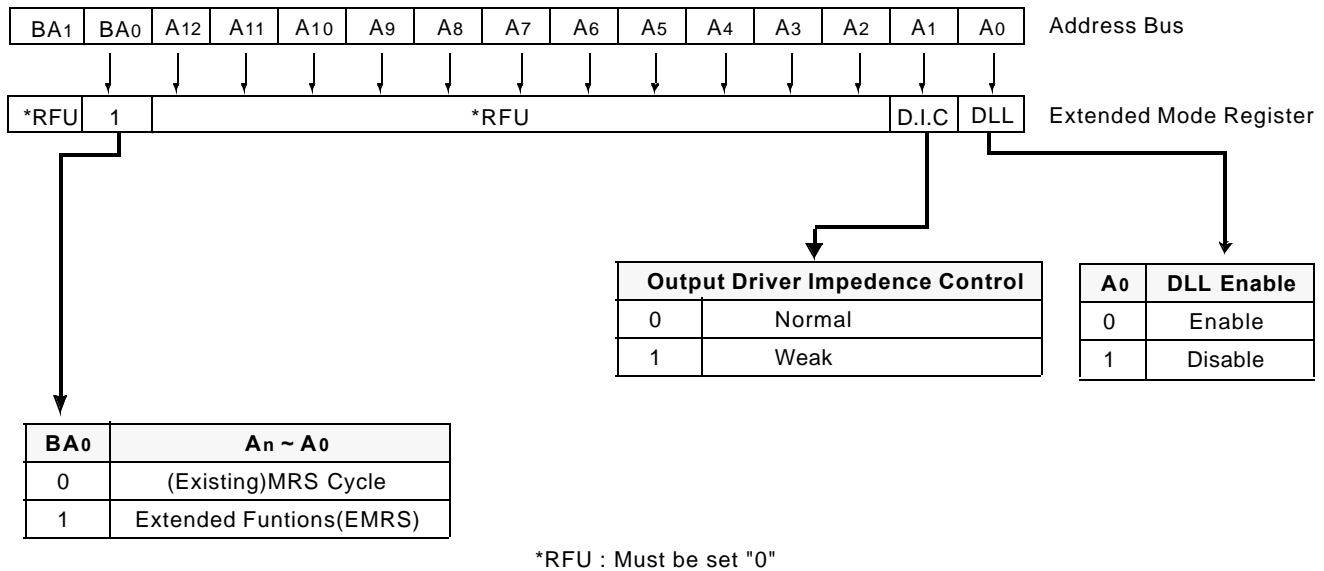 BA1 BA0 A12 A11 A10 A9 A8 A7 A6 A5 A4 A3 A2 A1 A0 Address Bus
*RFU 1 *RFU D.I.C DLL Extended Mode Register
Output Driver Impedence Control
0 Normal
1 Weak
A0 DLL Enable
0 Enable
1 Disable
BA0 An ~ A0
0 (Existing)MRS Cycle
1 Extended Funtions(EMRS)
*RFU : Must be set "0"